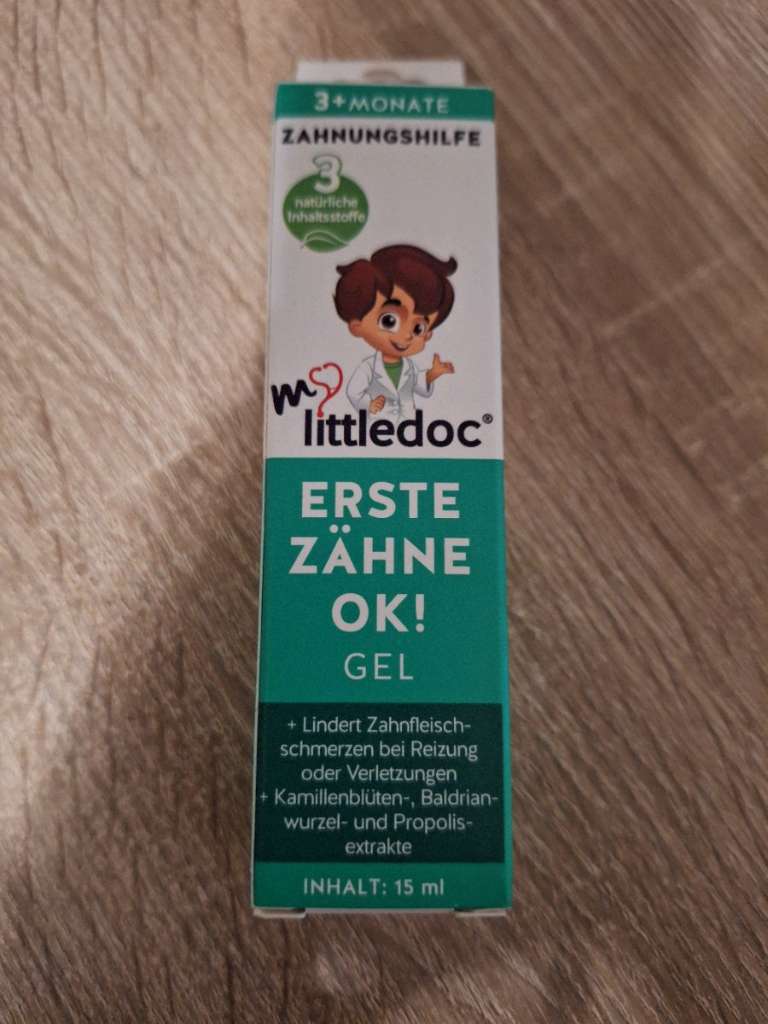 3+ MONATE
ZAHNUNGSHILFE
3
natürliche
Inhaltsstoffe
my
littledoc®
ERSTE
ZÄHNE
OK!
GEL
+ Lindert Zahnfleisch-
schmerzen bei Reizung
oder Verletzungen
+ Kamillenblüten-, Baldrian-
wurzel- und Propolis-
extrakte
INHALT: 15 ml